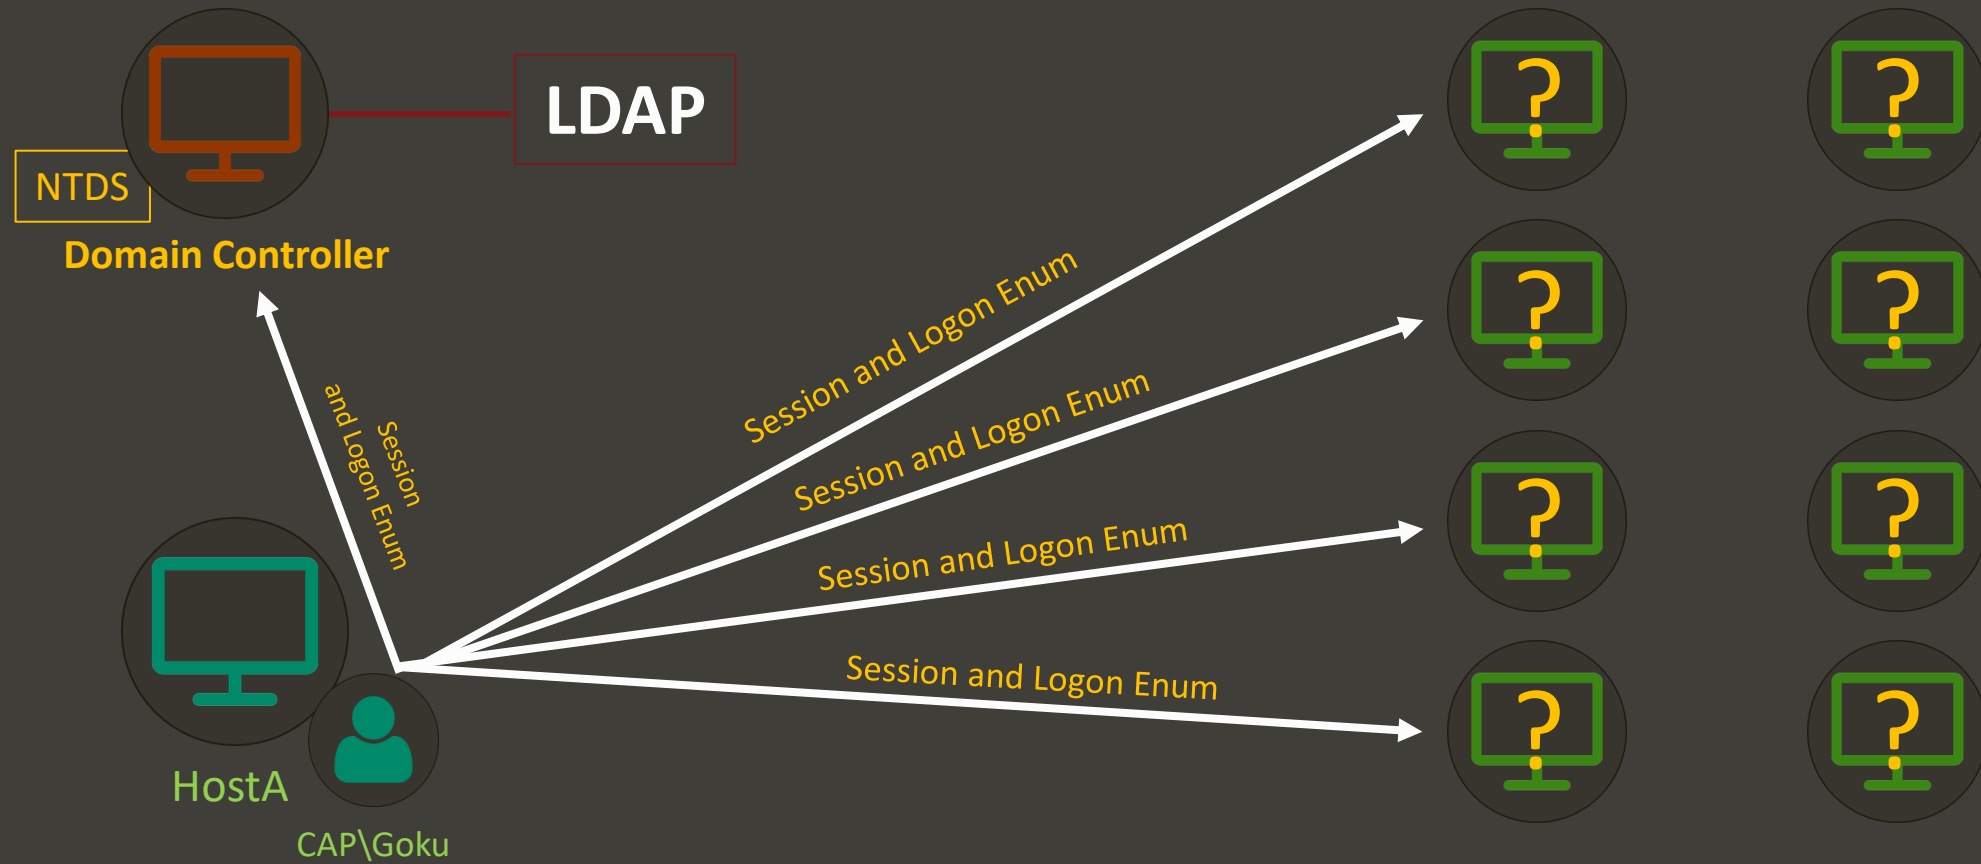 LDAP
NTDS
Domain Controller
Session and Logon Enum
Session and Logon Enum
Session
and Logon Enum
Session and Logon Enum
Session and Logon Enum
HostA
CAP\Goku
?
?
?
?
?
?
?
?